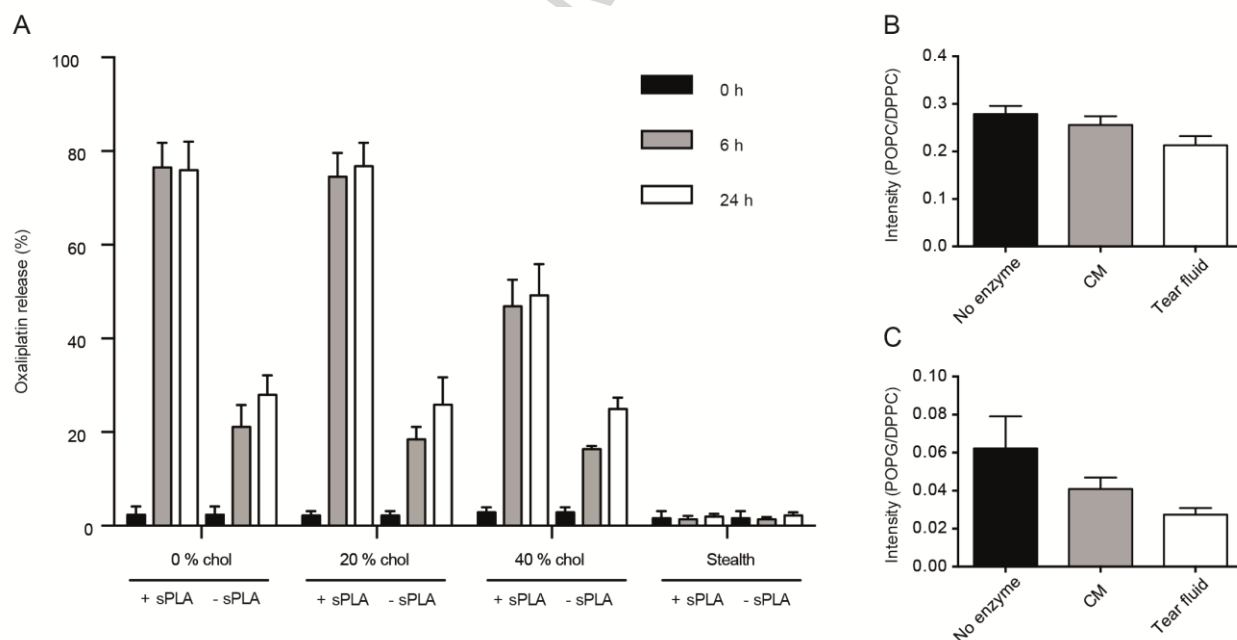 A
100
80
60
40
20
0
Oxaliplatin release (%)
0 h
6 h
24 h
0 % chol 20 % chol 40 % chol Stealth
+ sPLA - sPLA + sPLA - sPLA + sPLA - sPLA + sPLA - sPLA
B
0.4
0.3
0.2
0.1
0.0
Intensity (POPC/DPPC)
No enzyme CM Tear fluid
C
0.10
0.08
0.06
0.04
0.02
0.00
Intensity (POPG/DPPC)
No enzyme CM Tear fluid